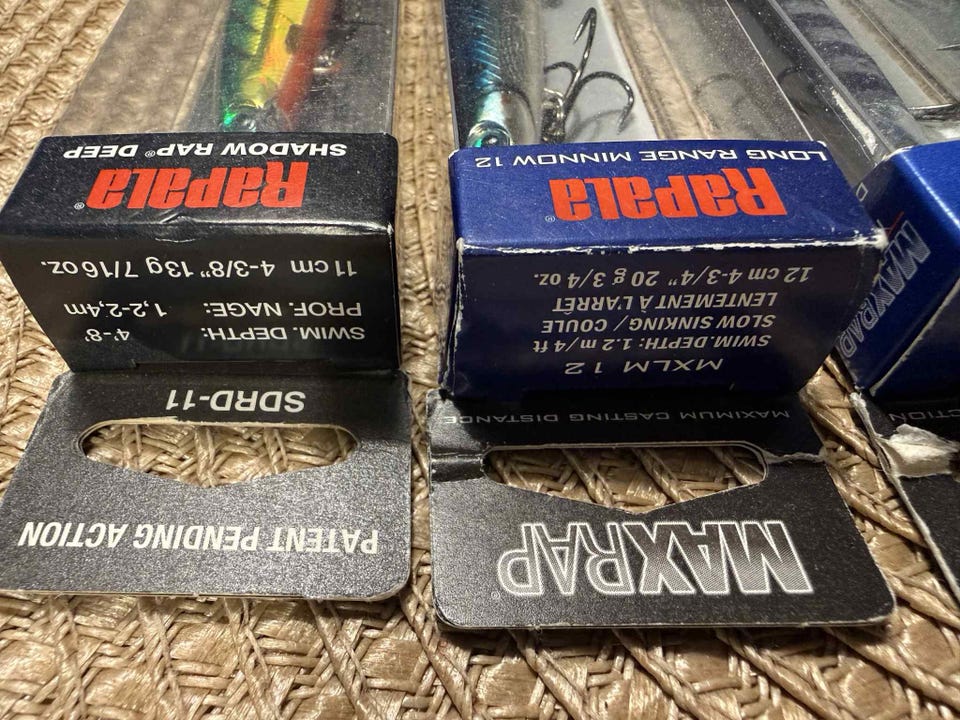 PATENT PENDING ACTION
SDRD-11
SWIM. DEPTH: 4'-8'
PROF. NAGE: 1,2-2,4m
11 cm 4-3/8" 13g 7/16 oz.
Rapala®
SHADOW RAP® DEEP
MAXRAP®
MAXIMUM CASTING DISTANCE
MXLM 12
SWIM.DEPTH: 1.2 m / 4 ft
SLOW SINKING / COULE
LENTEMENT À L'ARRÊT
12 cm 4-3/4" 20 g 3/4 oz.
Rapala®
LONG RANGE MINNOW 12
MAXRAP